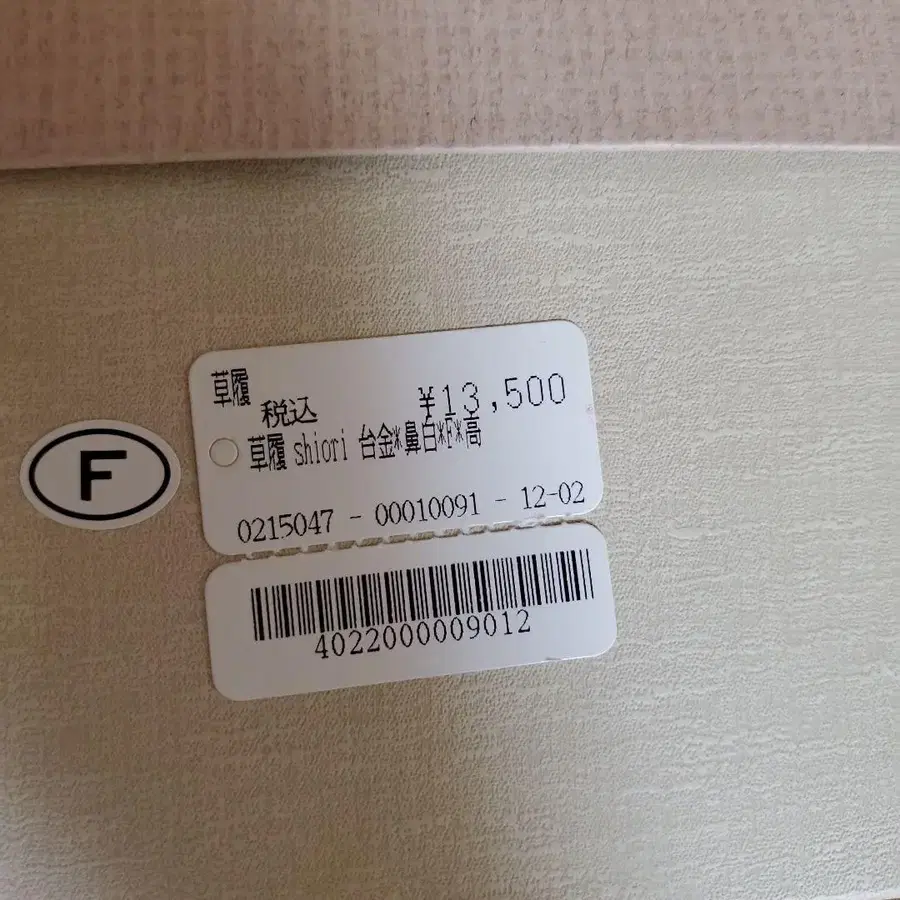 草履
税込 ¥13,500
草履 shiori 台金*鼻白*F*高
0215047 - 00010091 - 12-02
F
4022000009012